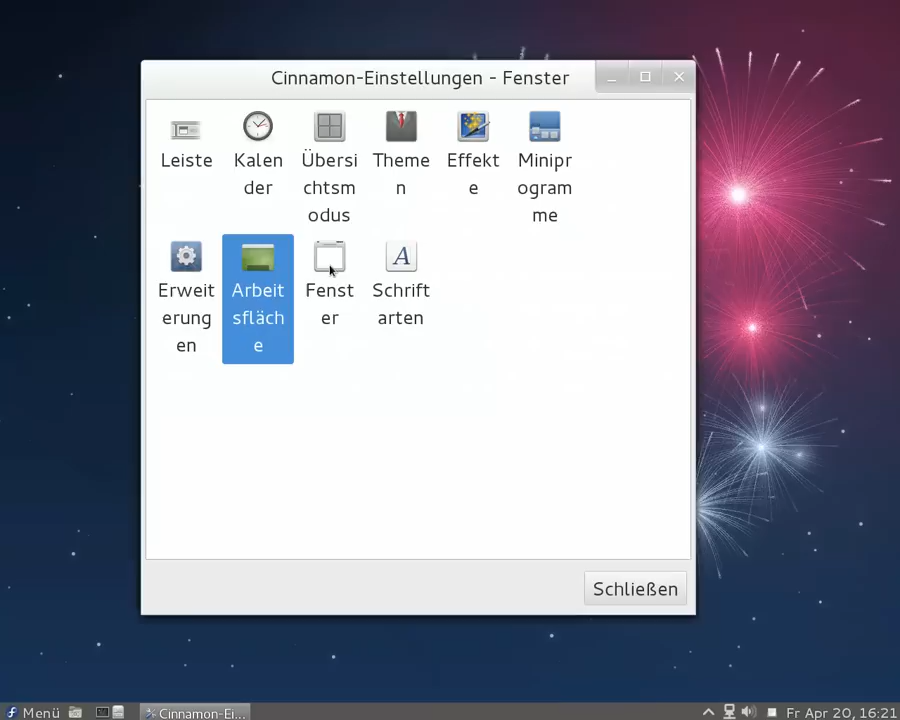 Cinnamon-Einstellungen - Fenster
Leiste
Kalen
der
Übersi
chtsm
odus
Theme
n
Effekt
e
Minipr
ogram
me
Erweit
erung
en
Arbeit
sfläch
e
Fenst
er
Schrift
arten
Schließen
Menü
Cinnamon-Ei...
Fr Apr 20, 16:21